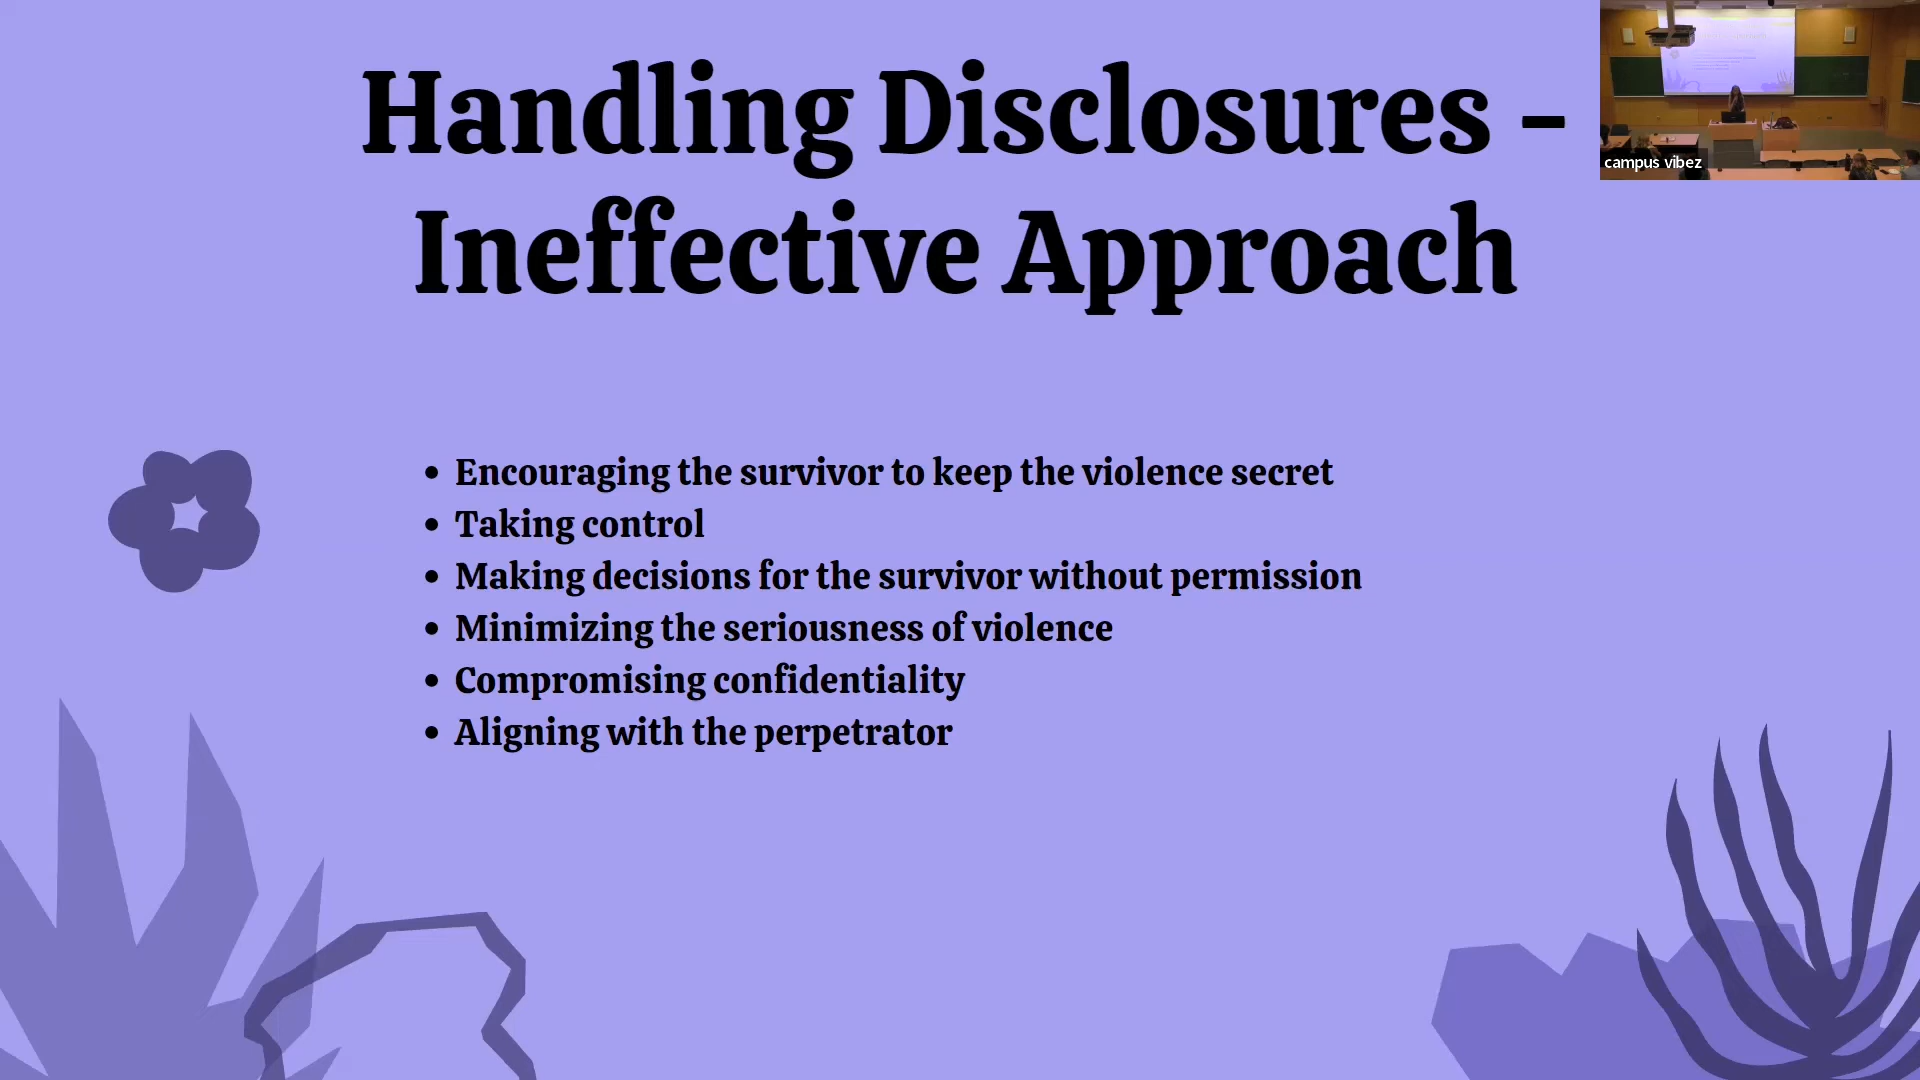 Handling Disclosures -
Ineffective Approach
campus vibez
• Encouraging the survivor to keep the violence secret
• Taking control
• Making decisions for the survivor without permission
• Minimizing the seriousness of violence
• Compromising confidentiality
• Aligning with the perpetrator